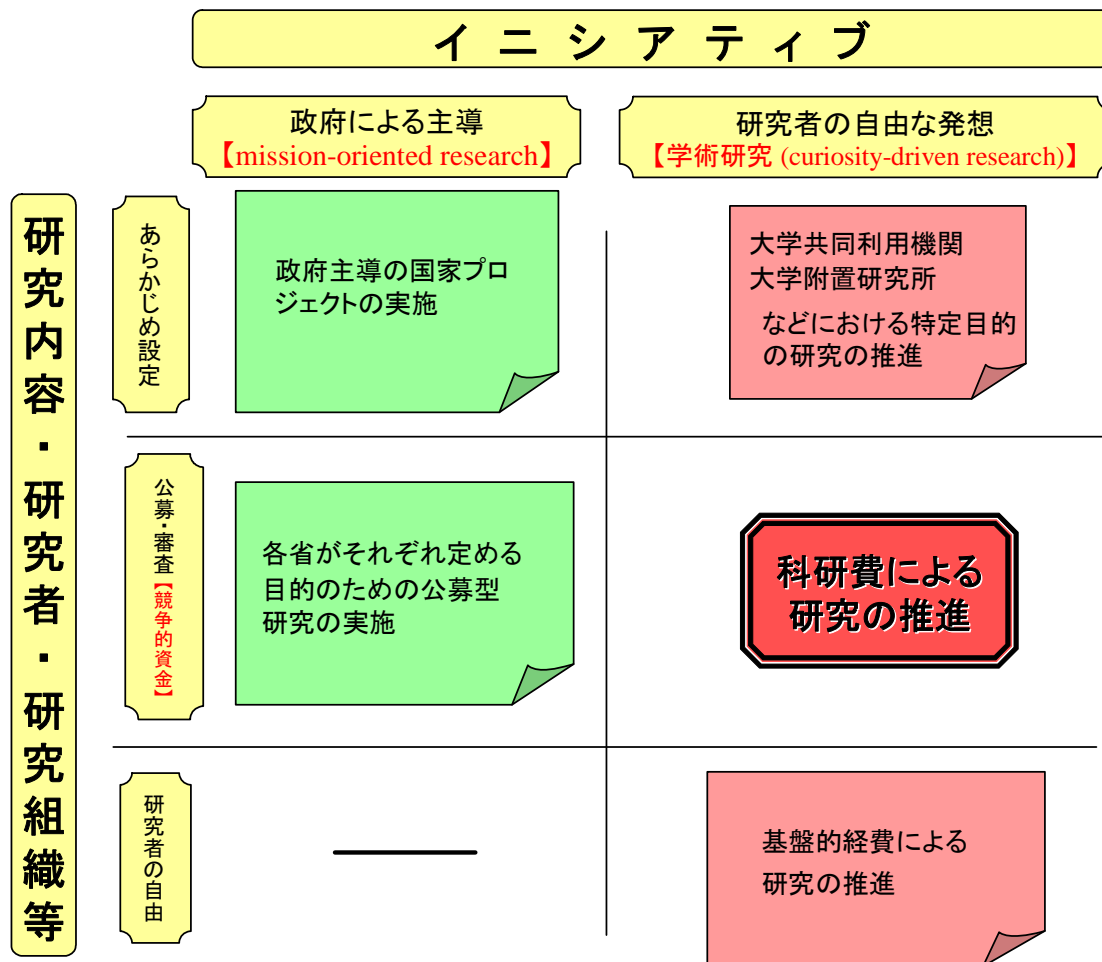 イニシアティブ
政府による主導
【mission-oriented research】
研究者の自由な発想
【学術研究 (curiosity-driven research)】
研究内容・研究者・研究組織等
あらかじめ設定
政府主導の国家プロ
ジェクトの実施
大学共同利用機関
大学附置研究所
などにおける特定目的
の研究の推進
公募・審査【競争的資金】
各省がそれぞれ定める
目的のための公募型
研究の実施
科研費による
研究の推進
研究者の自由
基盤的経費による
研究の推進